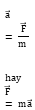 a⃗
= F⃗ / m
hay
F⃗
= ma⃗